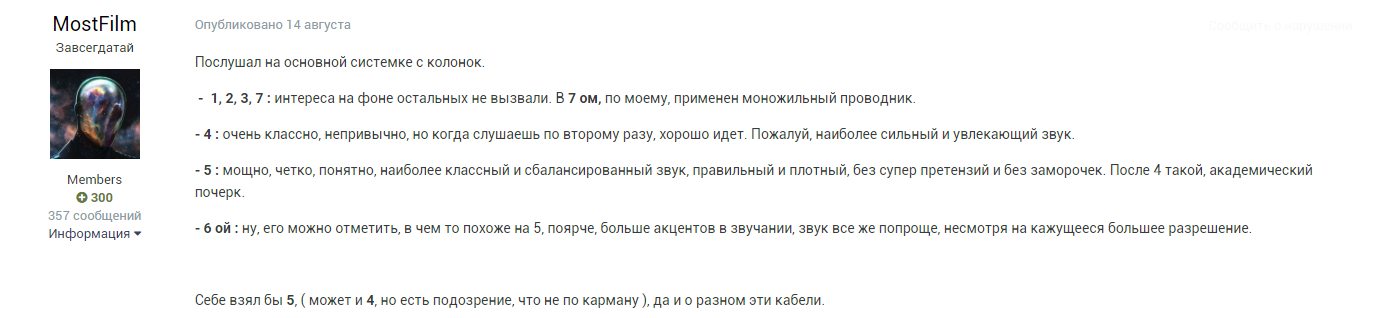 MostFilm
Завсегдатай
Members
300
357 сообщений
Информация
Опубликовано 14 августа
Сообщить о нарушении
Послушал на основной системке с колонок.
- 1, 2, 3, 7 : интереса на фоне остальных не вызвали. В 7 ом, по моему, применен моножильный проводник.
- 4 : очень классно, непривычно, но когда слушаешь по второму разу, хорошо идет. Пожалуй, наиболее сильный и увлекающий звук.
- 5 : мощно, четко, понятно, наиболее классный и сбалансированный звук, правильный и плотный, без супер претензий и без заморочек. После 4 такой, академический
почерк.
- 6 ой : ну, его можно отметить, в чем то похоже на 5, поярче, больше акцентов в звучании, звук все же попроще, несмотря на кажущееся большее разрешение.
Себе взял бы 5, ( может и 4, но есть подозрение, что не по карману ), да и о разном эти кабели.